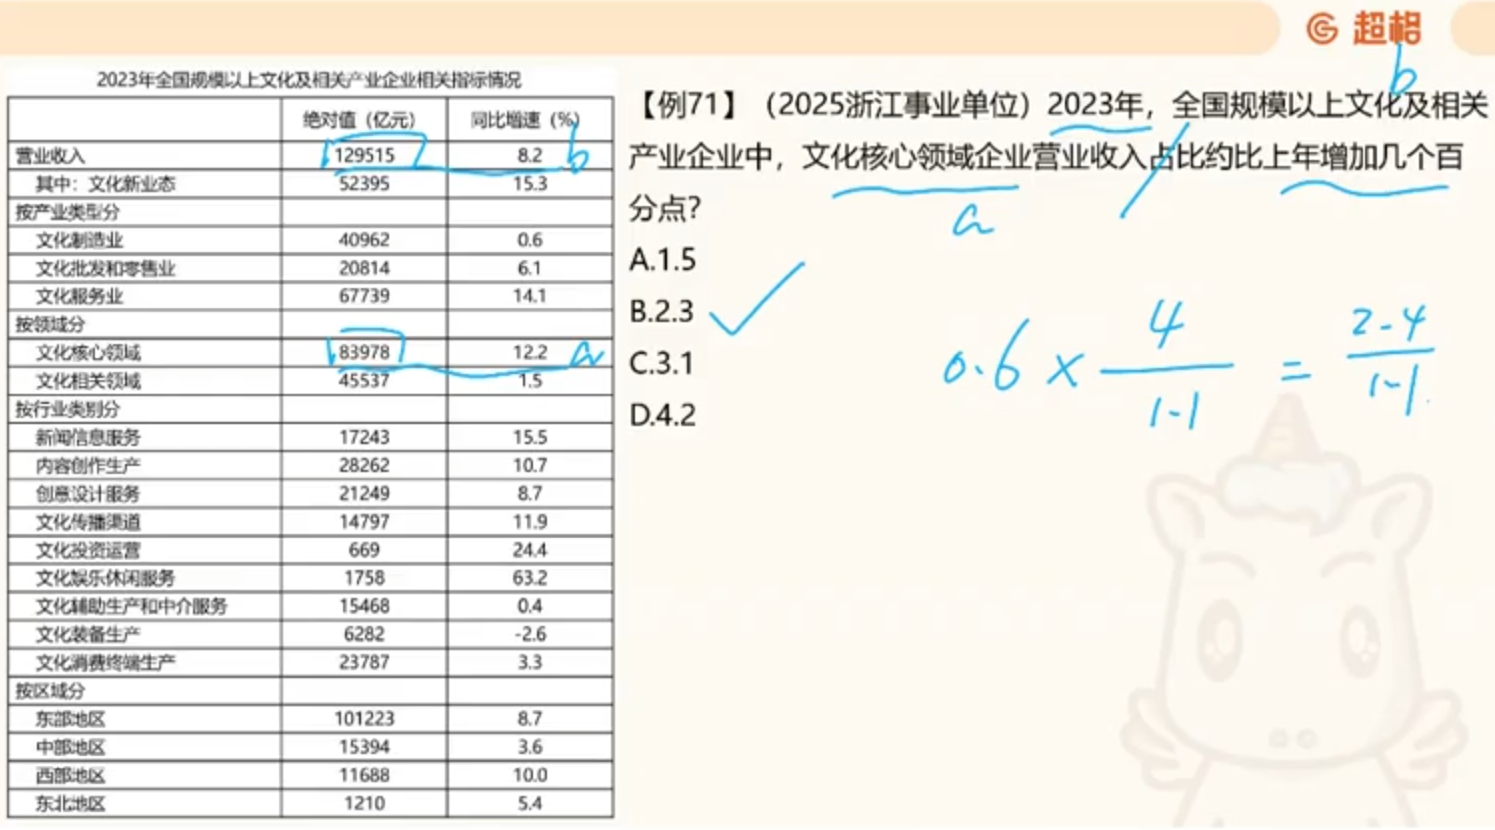 超格
2023年全国规模以上文化及相关产业企业相关指标情况
绝对值（亿元） 同比增速（%）
营业收入 129515 8.2 b
其中：文化新业态 52395 15.3
按产业类型分
文化制造业 40962 0.6
文化批发和零售业 20814 6.1
文化服务业 67739 14.1
按领域分
文化核心领域 83978 12.2 a
文化相关领域 45537 1.5
按行业类别分
新闻信息服务 17243 15.5
内容创作生产 28262 10.7
创意设计服务 21249 8.7
文化传播渠道 14797 11.9
文化投资运营 669 24.4
文化娱乐休闲服务 1758 63.2
文化辅助生产和中介服务 15468 0.4
文化装备生产 6282 -2.6
文化消费终端生产 23787 3.3
按区域分
东部地区 101223 8.7
中部地区 15394 3.6
西部地区 11688 10.0
东北地区 1210 5.4
b
【例71】（2025浙江事业单位）2023年，全国规模以上文化及相关
产业企业中，文化核心领域企业营业收入占比约比上年增加几个百
分点?
a
A.1.5
B.2.3
C.3.1
D.4.2
0.6 × 4/1.1 = 2.4/1.1